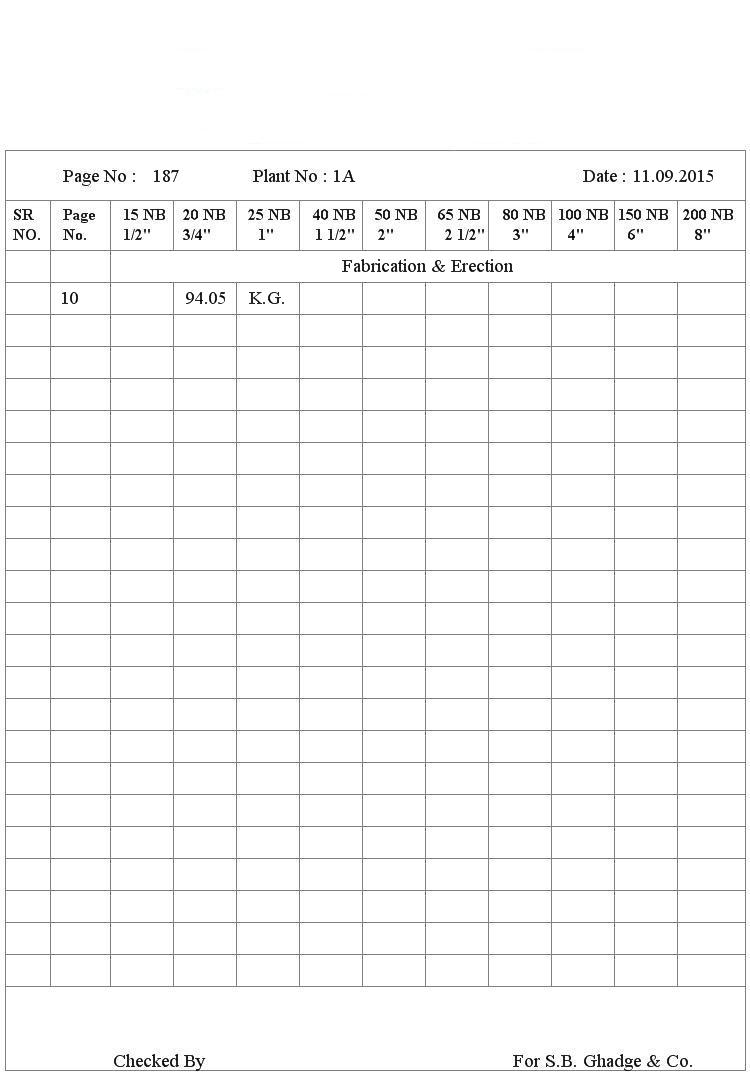 Page No : 187 Plant No : 1A Date : 11.09.2015
SR Page 15 NB 20 NB 25 NB 40 NB 50 NB 65 NB 80 NB 100 NB 150 NB 200 NB
NO. No. 1/2" 3/4" 1" 1 1/2" 2" 2 1/2" 3" 4" 6" 8"
Fabrication & Erection
10 94.05 K.G.
Checked By For S.B. Ghadge & Co.